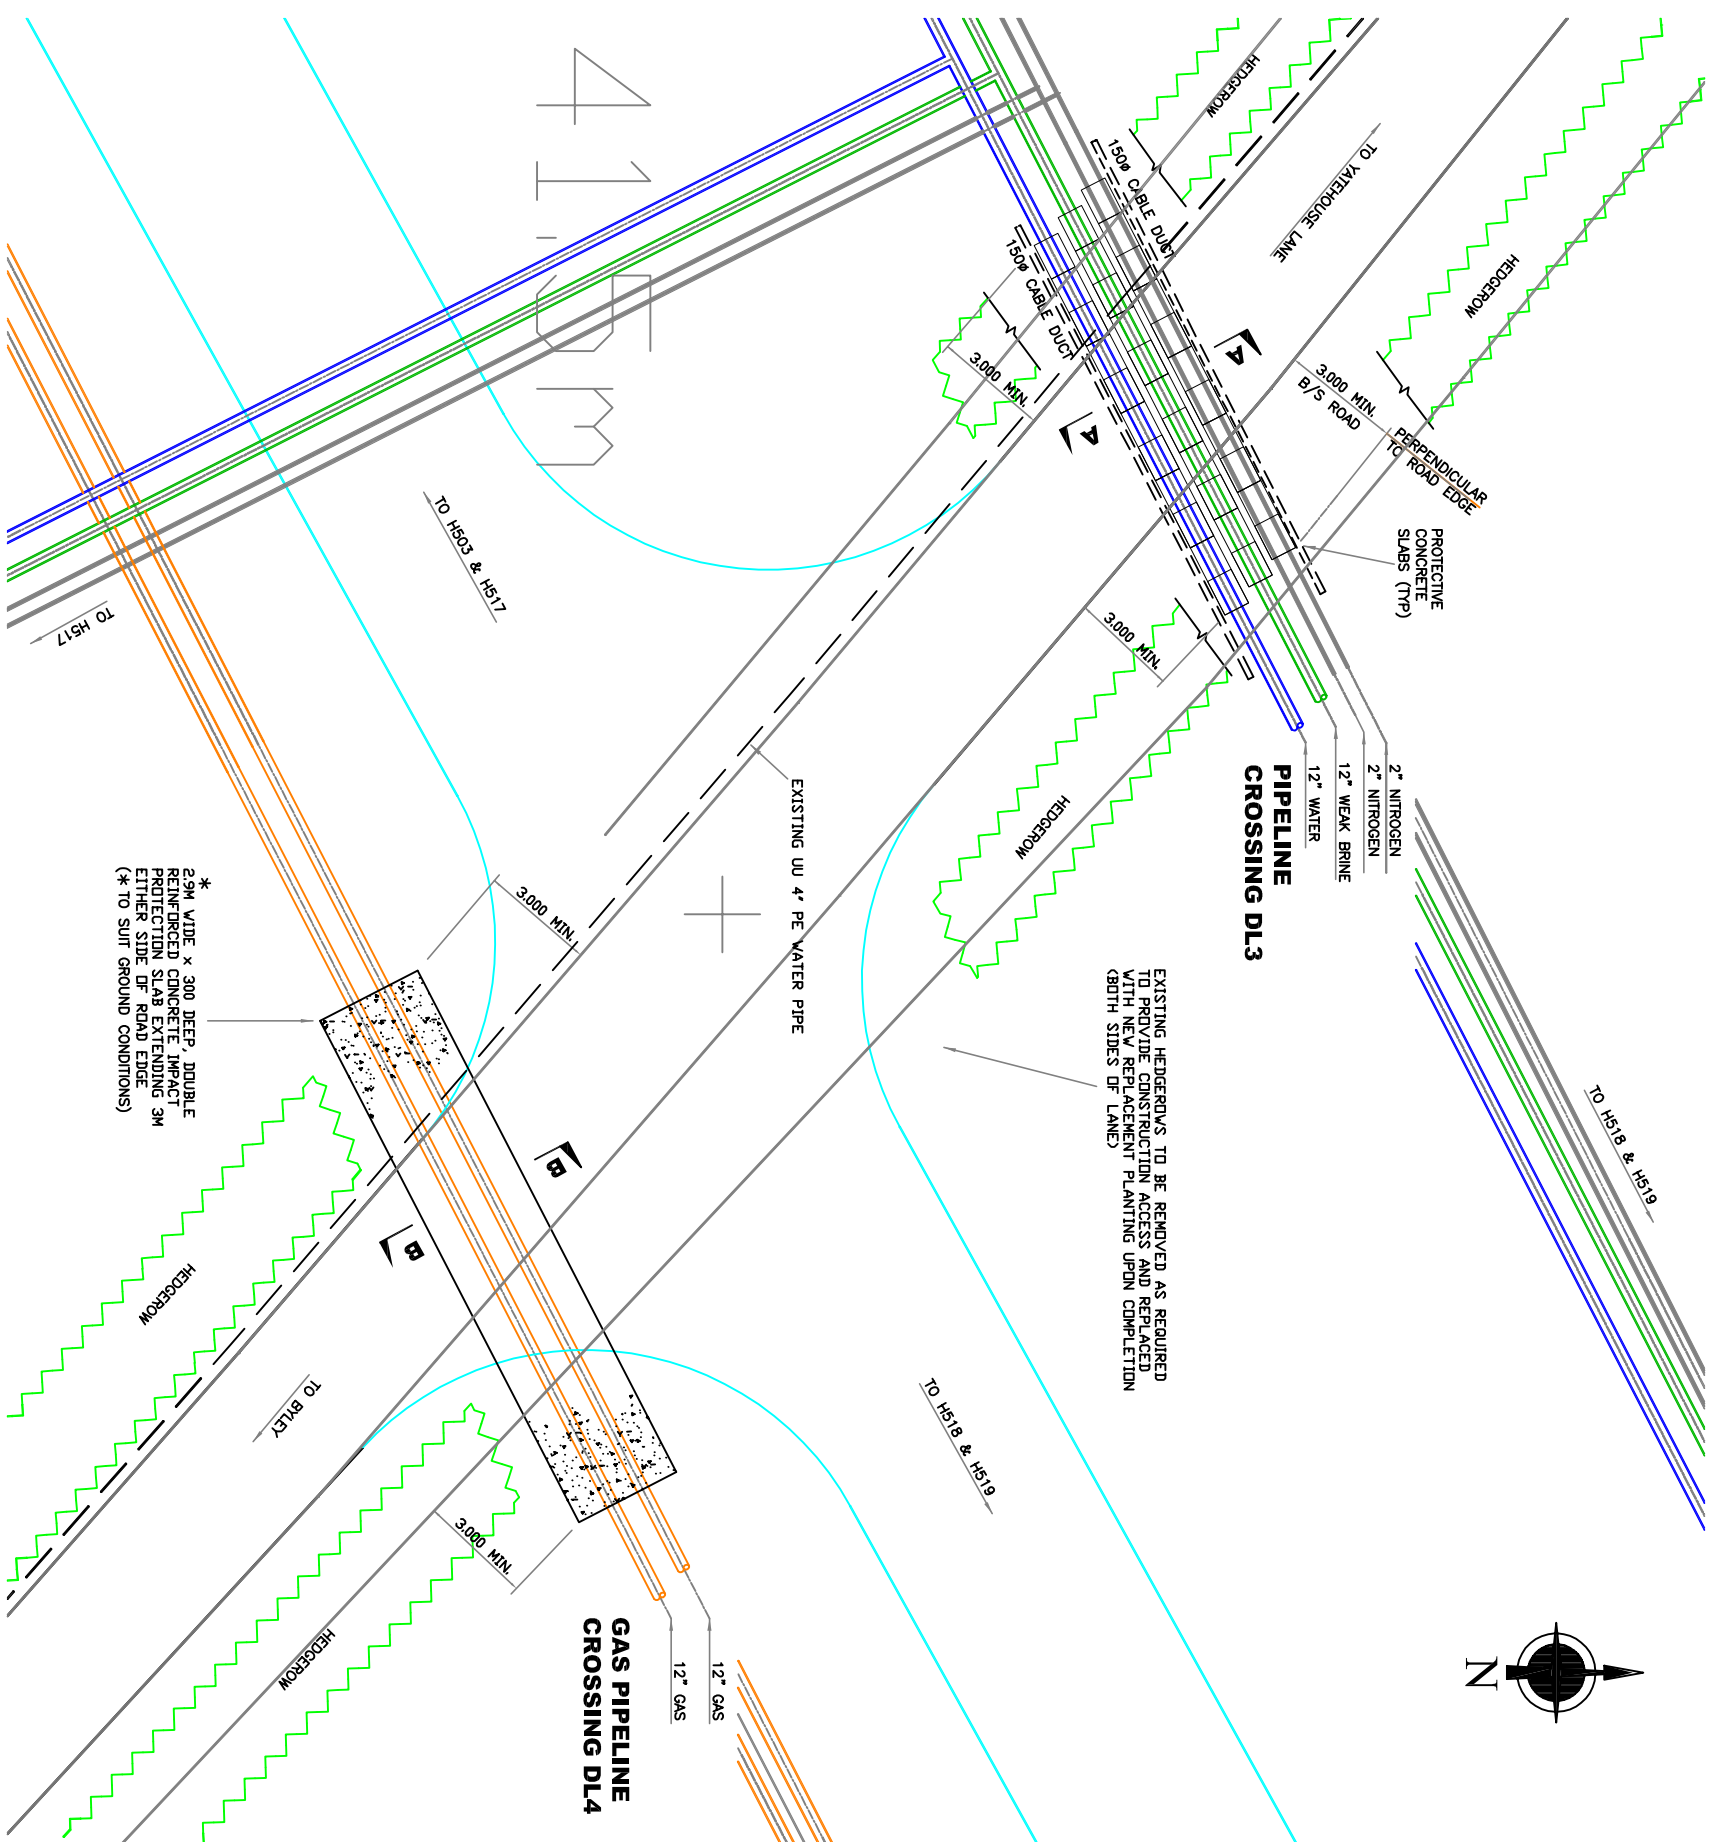 HEDGEROW
TO YATEHOUSE LANE
HEDGEROW
150ø CABLE DUCT
150ø CABLE DUCT
A
A
3.000 MIN.
3.000 MIN.
B/S ROAD
PERPENDICULAR
TO ROAD EDGE
PROTECTIVE
CONCRETE
SLABS (TYP)
41.93
TO H503 & H517
TO H517
3.000 MIN.
HEDGEROW
2" NITROGEN
2" NITROGEN
12" WEAK BRINE
12" WATER
PIPELINE
CROSSING DL3
EXISTING UU 4" PE WATER PIPE
3.000 MIN.
*
2.9M WIDE x 300 DEEP, DOUBLE
REINFORCED CONCRETE IMPACT
PROTECTION SLAB EXTENDING 3M
EITHER SIDE OF ROAD EDGE
(* TO SUIT GROUND CONDITIONS)
EXISTING HEDGEROWS TO BE REMOVED AS REQUIRED
TO PROVIDE CONSTRUCTION ACCESS AND REPLACED
WITH NEW REPLACEMENT PLANTING UPON COMPLETION
(BOTH SIDES OF LANE)
TO H518 & H519
B
B
HEDGEROW
TO BYLEY
TO H518 & H519
3.000 MIN.
HEDGEROW
12" GAS
12" GAS
GAS PIPELINE
CROSSING DL4
N